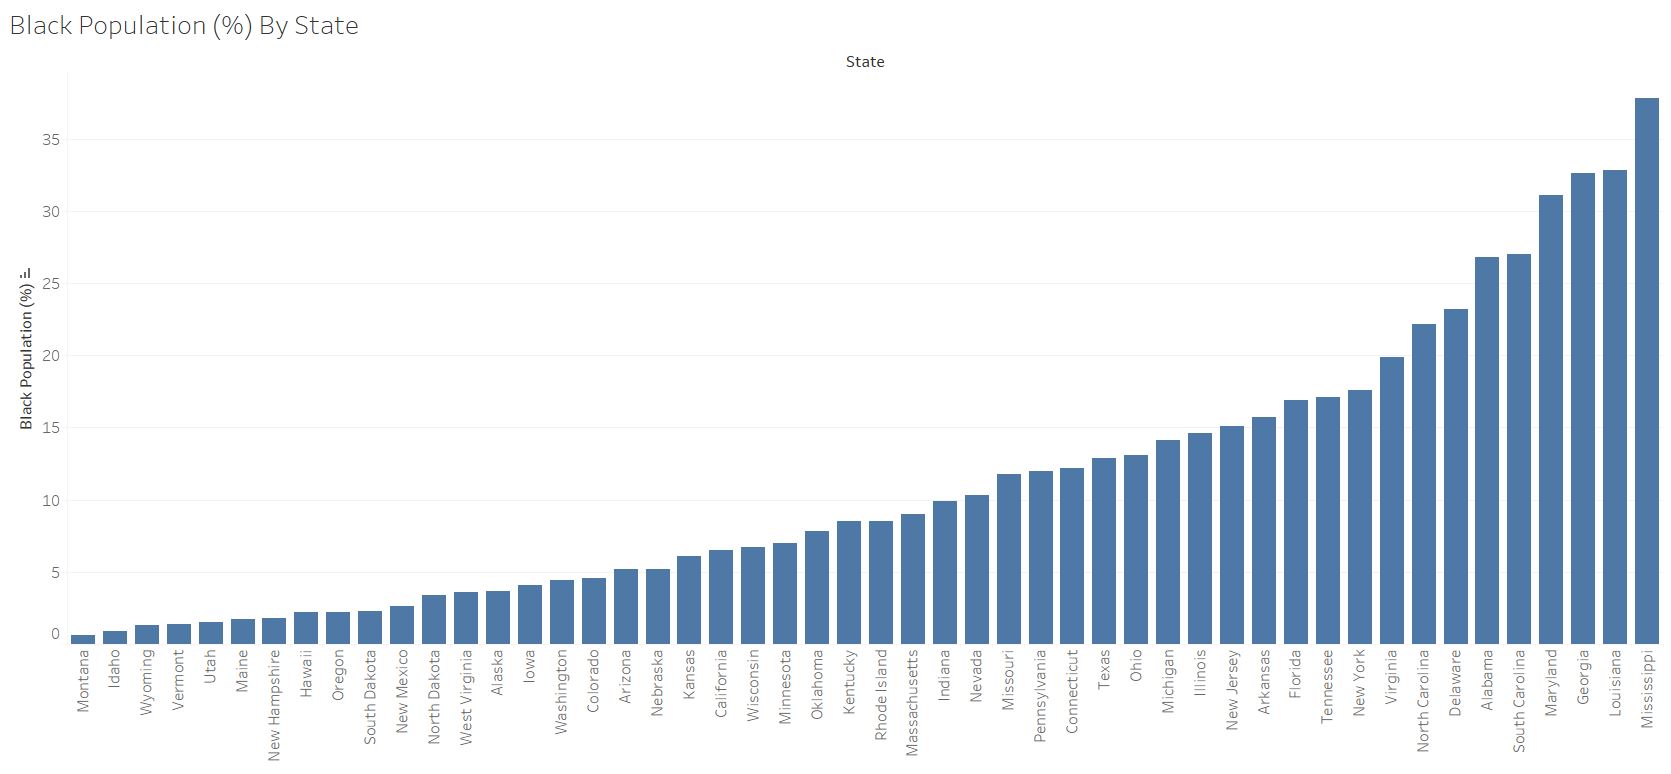 Black Population (%) By State
State
Black Population (%)
35
30
25
20
15
10
5
0
Montana
Idaho
Wyoming
Vermont
Utah
Maine
New Hampshire
Hawaii
Oregon
South Dakota
New Mexico
North Dakota
West Virginia
Alaska
Iowa
Washington
Colorado
Arizona
Nebraska
Kansas
California
Wisconsin
Minnesota
Oklahoma
Kentucky
Rhode Island
Massachusetts
Indiana
Nevada
Missouri
Pennsylvania
Connecticut
Texas
Ohio
Michigan
Illinois
New Jersey
Arkansas
Florida
Tennessee
New York
Virginia
North Carolina
Delaware
Alabama
South Carolina
Maryland
Georgia
Louisiana
Mississippi